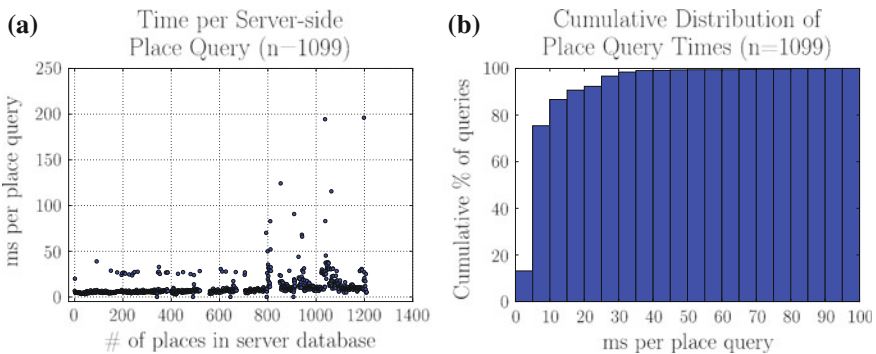 (a)
Time per Server-side
Place Query (n−1099)
ms per place query
250
200
150
100
50
0
0 200 400 600 800 1000 1200 1400
# of places in server database
(b)
Cumulative Distribution of
Place Query Times (n=1099)
Cumulative % of queries
100
80
60
40
20
0
0 10 20 30 40 50 60 70 80 90 100
ms per place query